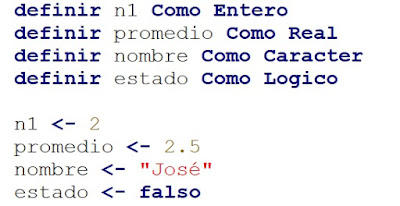 definir n1 Como Entero
definir promedio Como Real
definir nombre Como Caracter
definir estado Como Logico
n1 <- 2
promedio <- 2.5
nombre <- "José"
estado <- falso